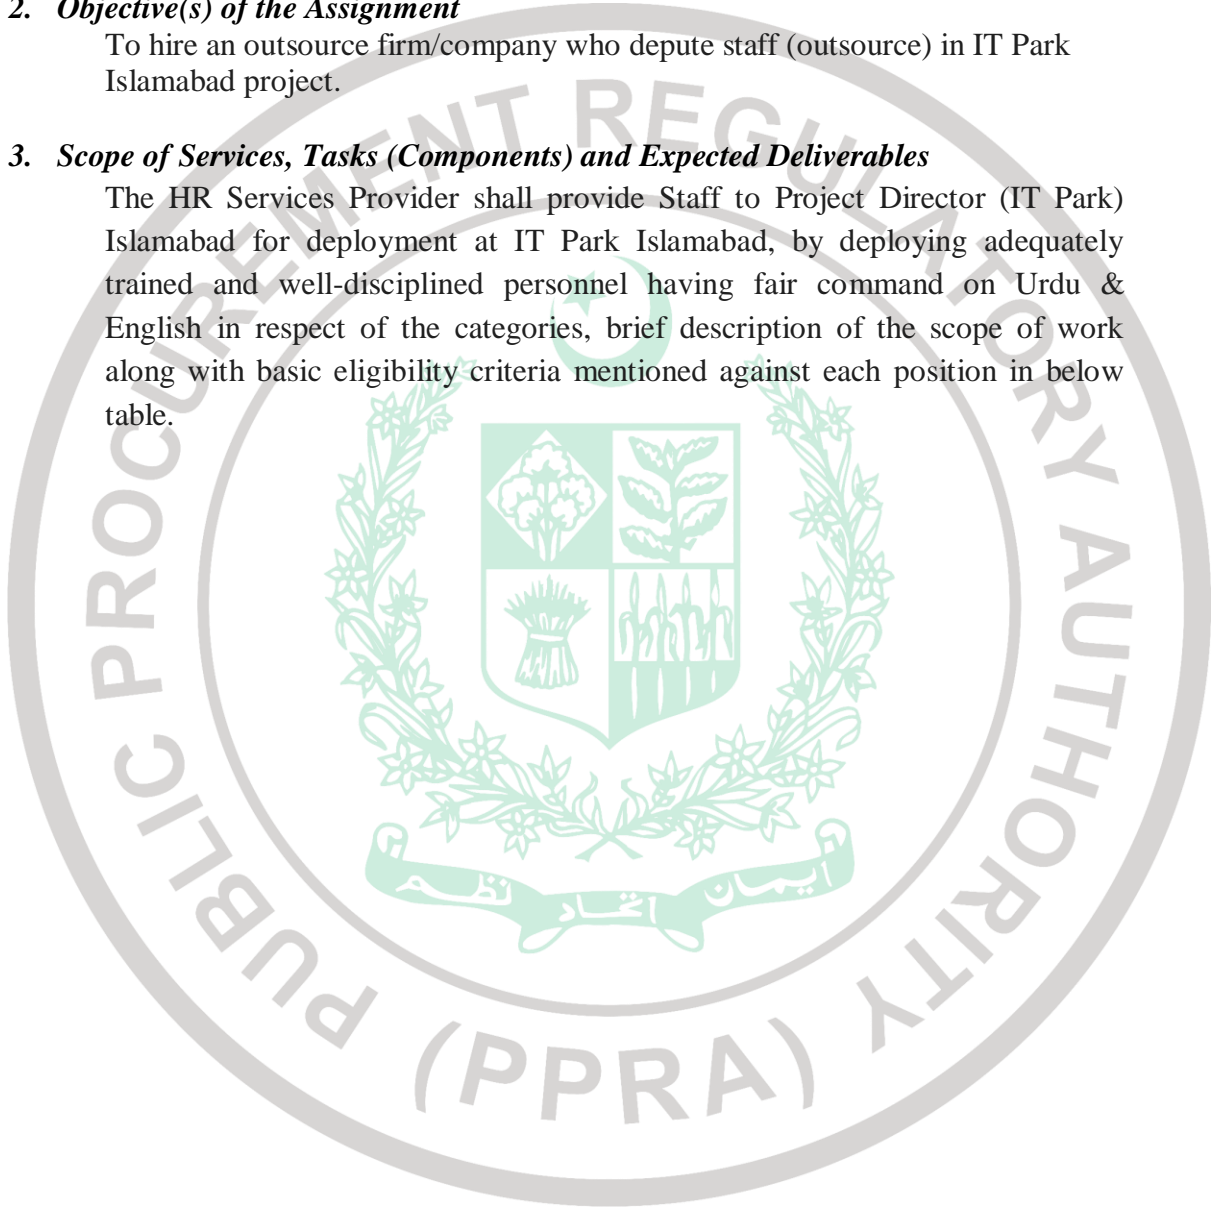 2. Objective(s) of the Assignment
To hire an outsource firm/company who depute staff (outsource) in IT Park
Islamabad project.
3. Scope of Services, Tasks (Components) and Expected Deliverables
The HR Services Provider shall provide Staff to Project Director (IT Park)
Islamabad for deployment at IT Park Islamabad, by deploying adequately
trained and well-disciplined personnel having fair command on Urdu &
English in respect of the categories, brief description of the scope of work
along with basic eligibility criteria mentioned against each position in below
table.
PUBLIC PROCUREMENT REGULATORY AUTHORITY
(PPRA)
ایمان اتحاد نظم